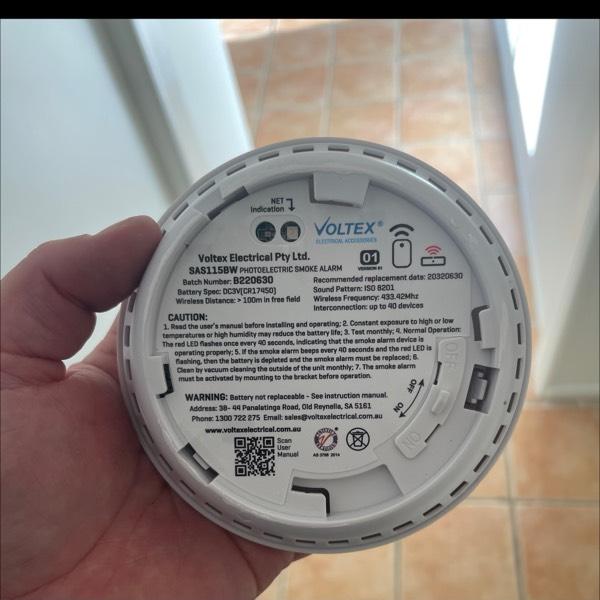 NET
Indication
VOLTEX®
ELECTRICAL ACCESSORIES
Voltex Electrical Pty Ltd.
SAS115BW PHOTOELECTRIC SMOKE ALARM
01
VERSION 01
Batch Number: B220630
Recommended replacement date: 20320630
Battery Spec: DC3V(CR17450)
Sound Pattern: ISO 8201
Wireless Distance: > 100m in free field
Wireless Frequency: 433.42Mhz
Interconnection: up to 40 devices
CAUTION:
1. Read the user's manual before installing and operating; 2. Constant exposure to high or low
temperatures or high humidity may reduce the battery life; 3. Test monthly; 4. Normal Operation:
The red LED flashes once every 40 seconds, indicating that the smoke alarm device is
operating properly; 5. If the smoke alarm beeps every 40 seconds and the red LED is
flashing, then the battery is depleted and the smoke alarm must be replaced; 6.
Clean by vacuum cleaning the outside of the unit monthly; 7. The smoke alarm
must be activated by mounting to the bracket before operation.
OFF
OFF
ON
ON
WARNING: Battery not replaceable - See instruction manual.
Address: 38- 44 Panalatinga Road, Old Reynella, SA 5161
Phone: 1300 722 275 Email: sales@voltexelectrical.com.au
www.voltexelectrical.com.au
Scan
User
Manual
AS 3786 2014